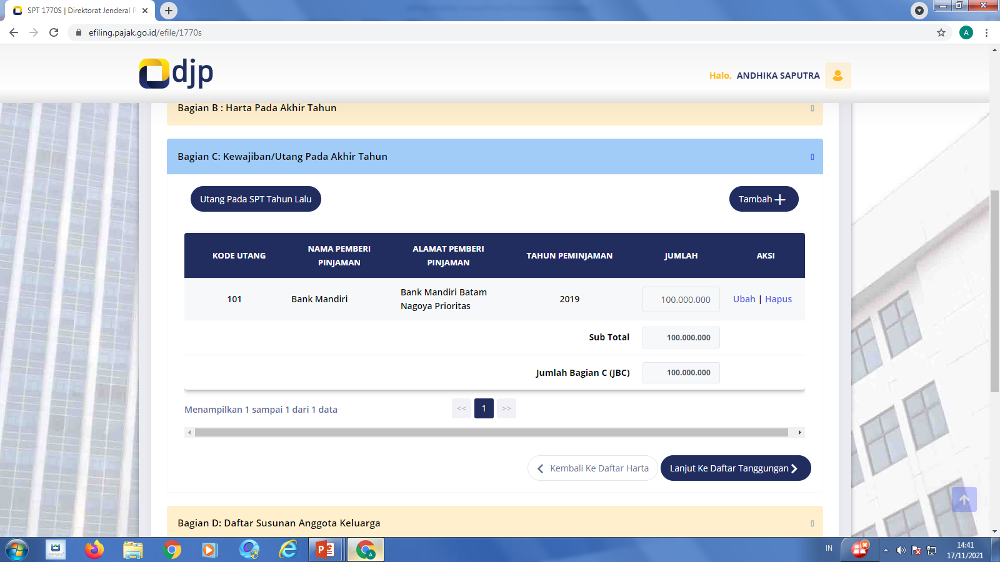 SPT 1770S | Direktorat Jenderal P
efiling.pajak.go.id/efile/1770s
A
djp
Halo, ANDHIKA SAPUTRA
Bagian B : Harta Pada Akhir Tahun
Bagian C: Kewajiban/Utang Pada Akhir Tahun
Utang Pada SPT Tahun Lalu
Tambah
KODE UTANG
NAMA PEMBERI
PINJAMAN
ALAMAT PEMBERI
PINJAMAN
TAHUN PEMINJAMAN
JUMLAH
AKSI
101
Bank Mandiri
Bank Mandiri Batam
Nagoya Prioritas
2019
100.000.000
Ubah | Hapus
Sub Total
100.000.000
Jumlah Bagian C (JBC)
100.000.000
Menampilkan 1 sampai 1 dari 1 data
<< 1 >>
Kembali Ke Daftar Harta
Lanjut Ke Daftar Tanggungan
Bagian D: Daftar Susunan Anggota Keluarga
IN
14:41
17/11/2021